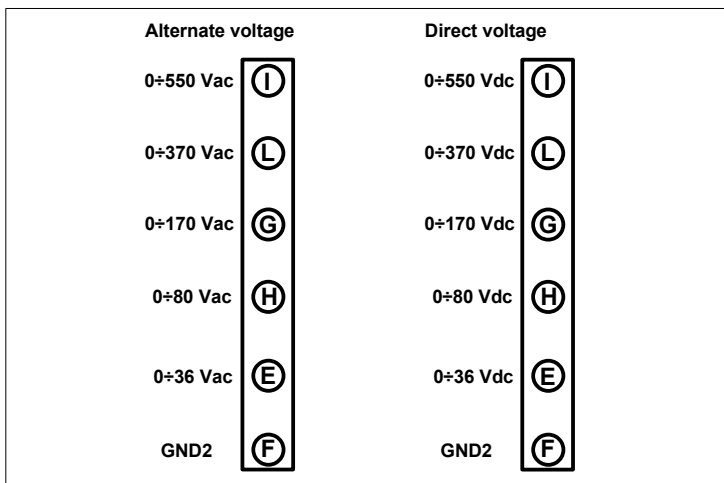 Alternate voltage Direct voltage
0÷550 Vac I 0÷550 Vdc I
0÷370 Vac L 0÷370 Vdc L
0÷170 Vac G 0÷170 Vdc G
0÷80 Vac H 0÷80 Vdc H
0÷36 Vac E 0÷36 Vdc E
GND2 F GND2 F